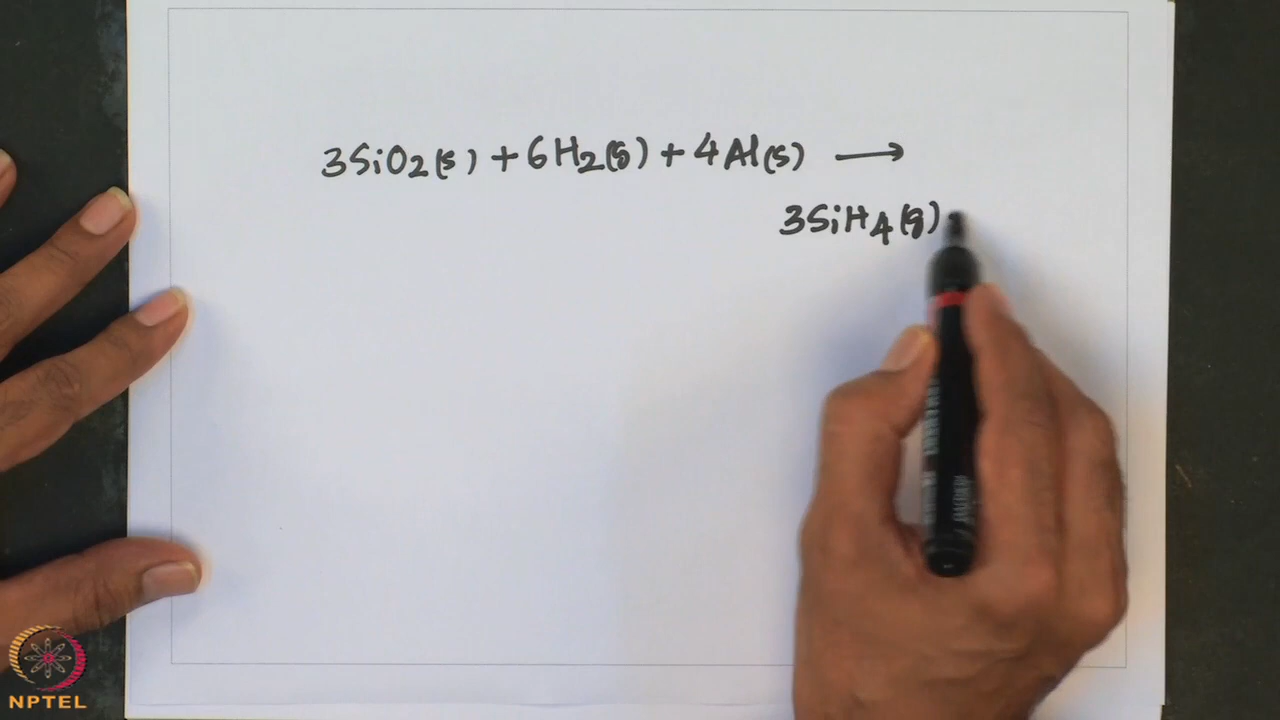 3SiO2(s) + 6H2(g) + 4Al(s) ⟶
3SiH4(g)
NPTEL